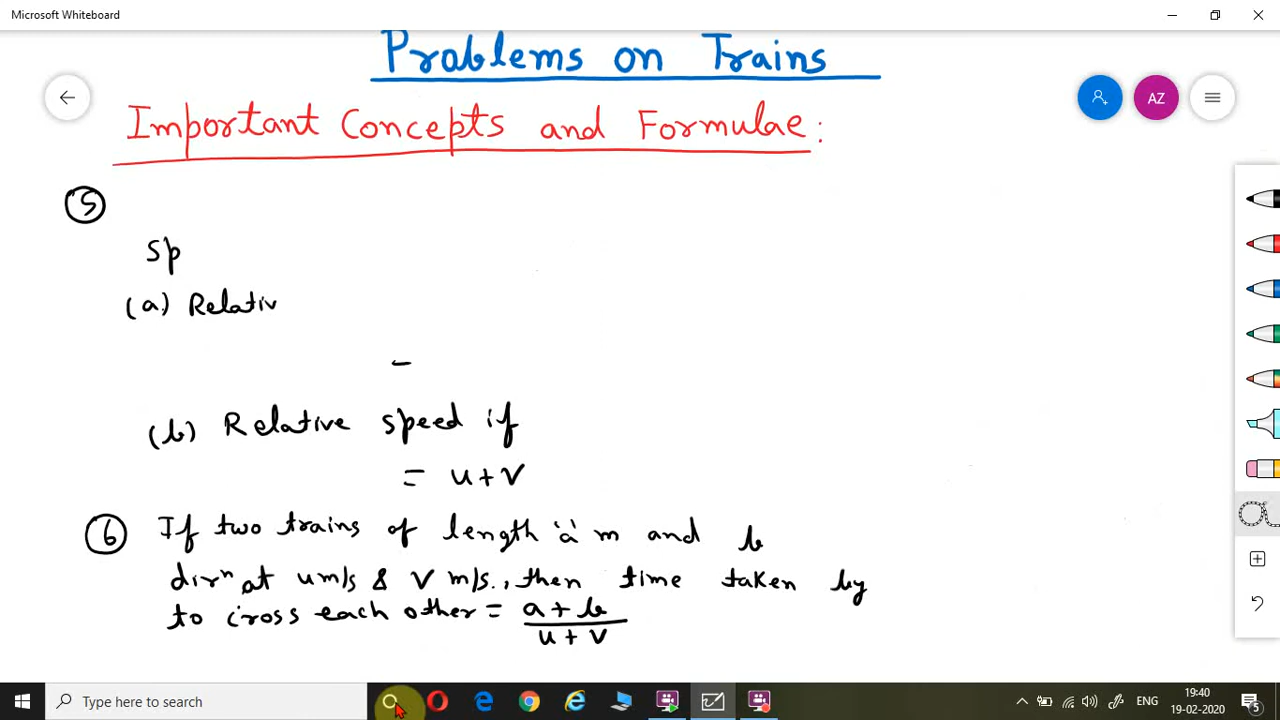 Microsoft Whiteboard
Problems on Trains
Important Concepts and Formulae:
AZ
5
Sp
(a) Relativ
-
(b) Relative speed if
= u+v
6 If two trains of length 'a' m and b
dirⁿ at u m/s & v m/s., then time taken by
to cross each other = a+b
u+v
Type here to search
ENG
19:40
19-02-2020
5